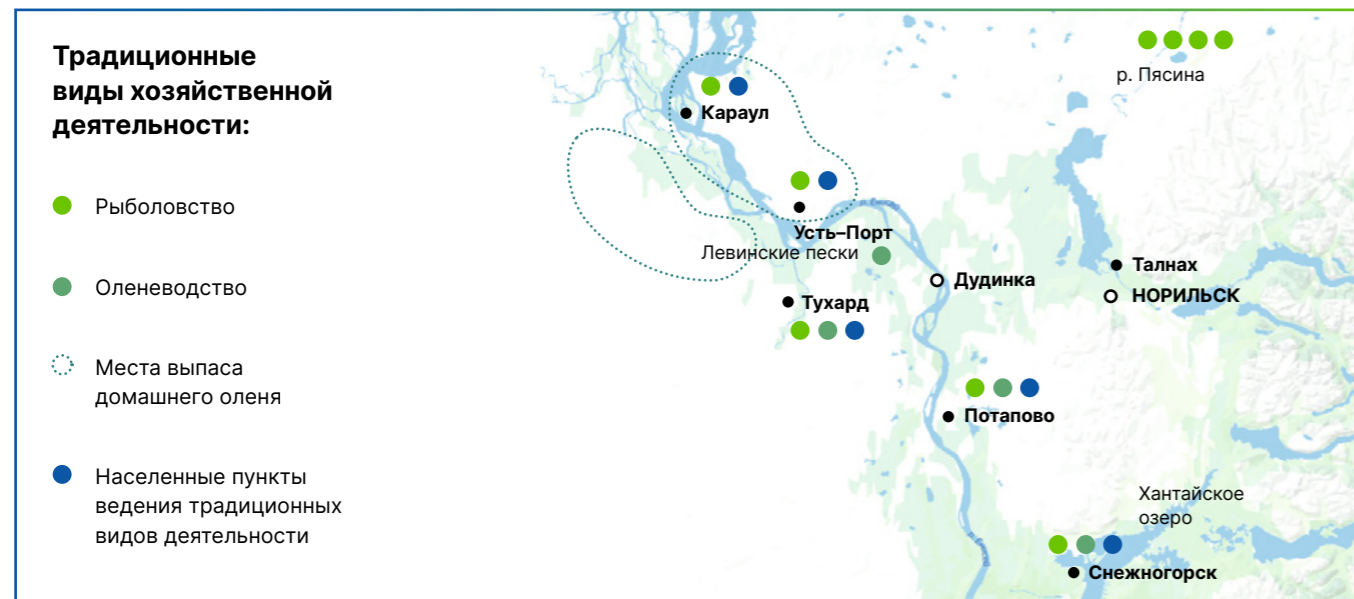 Традиционные
виды хозяйственной
деятельности:
Рыболовство
Оленеводство
Места выпаса
домашнего оленя
Населенные пункты
ведения традиционных
видов деятельности
р. Пясина
Караул
Усть–Порт
Левинские пески
Дудинка
Талнах
НОРИЛЬСК
Тухард
Потапово
Хантайское
озеро
Снежногорск